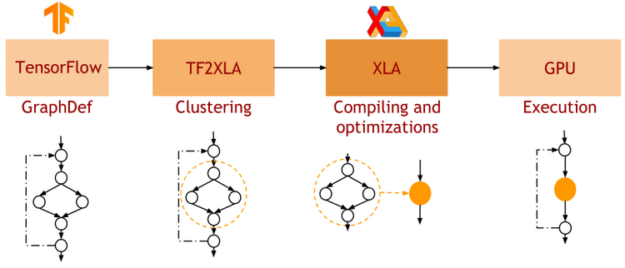 TensorFlow
TF2XLA
XLA
GPU
GraphDef
Clustering
Compiling and
optimizations
Execution